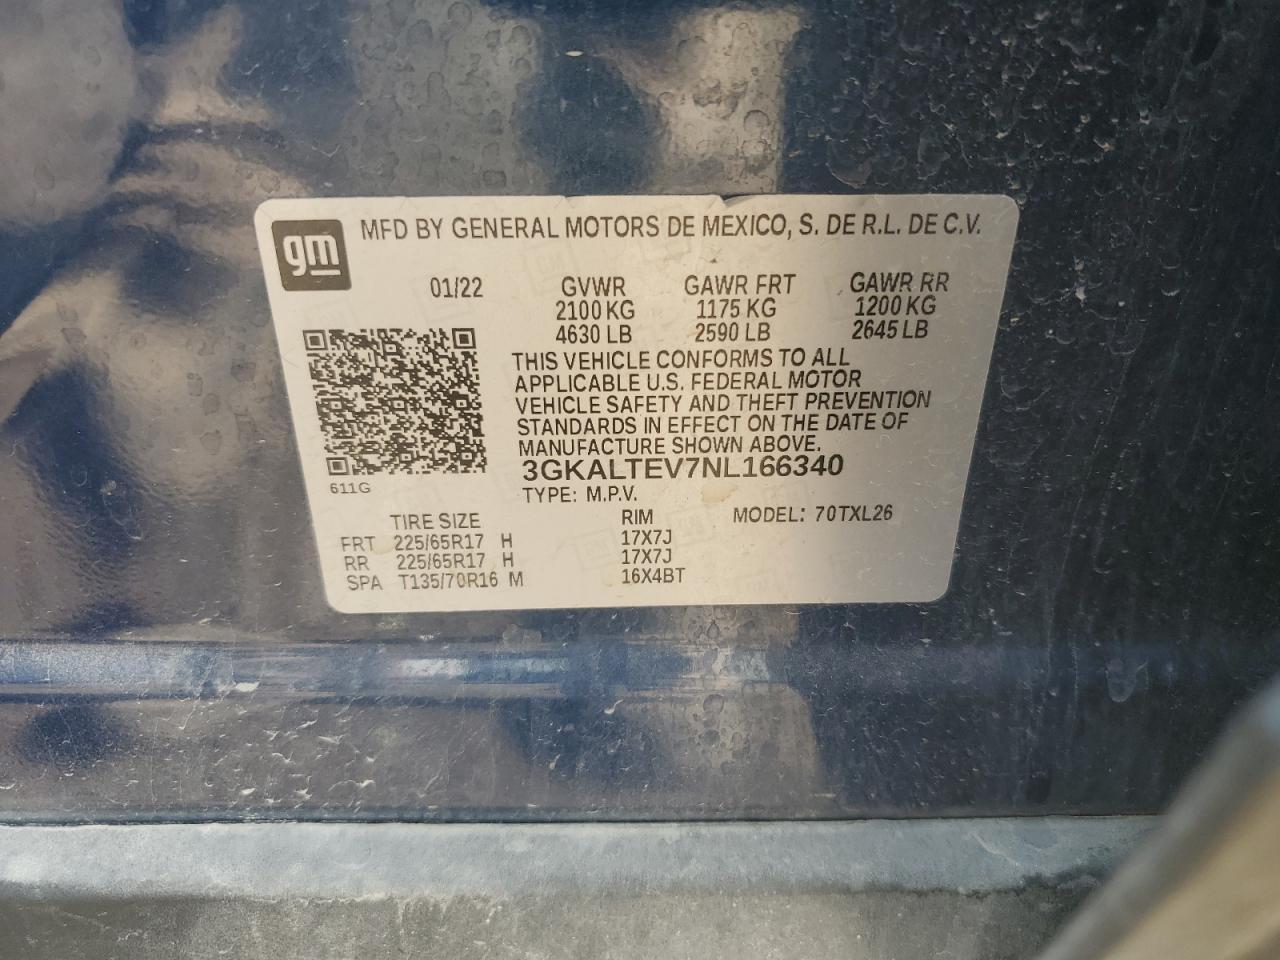 gm
MFD BY GENERAL MOTORS DE MEXICO, S. DE R.L. DE C.V.
01/22 GVWR GAWR FRT GAWR RR
2100 KG 1175 KG 1200 KG
4630 LB 2590 LB 2645 LB
THIS VEHICLE CONFORMS TO ALL
APPLICABLE U.S. FEDERAL MOTOR
VEHICLE SAFETY AND THEFT PREVENTION
STANDARDS IN EFFECT ON THE DATE OF
MANUFACTURE SHOWN ABOVE.
3GKALTEV7NL166340
611G
TYPE: M.P.V.
TIRE SIZE RIM MODEL: 70TXL26
FRT 225/65R17 H 17X7J
RR 225/65R17 H 17X7J
SPA T135/70R16 M 16X4BT